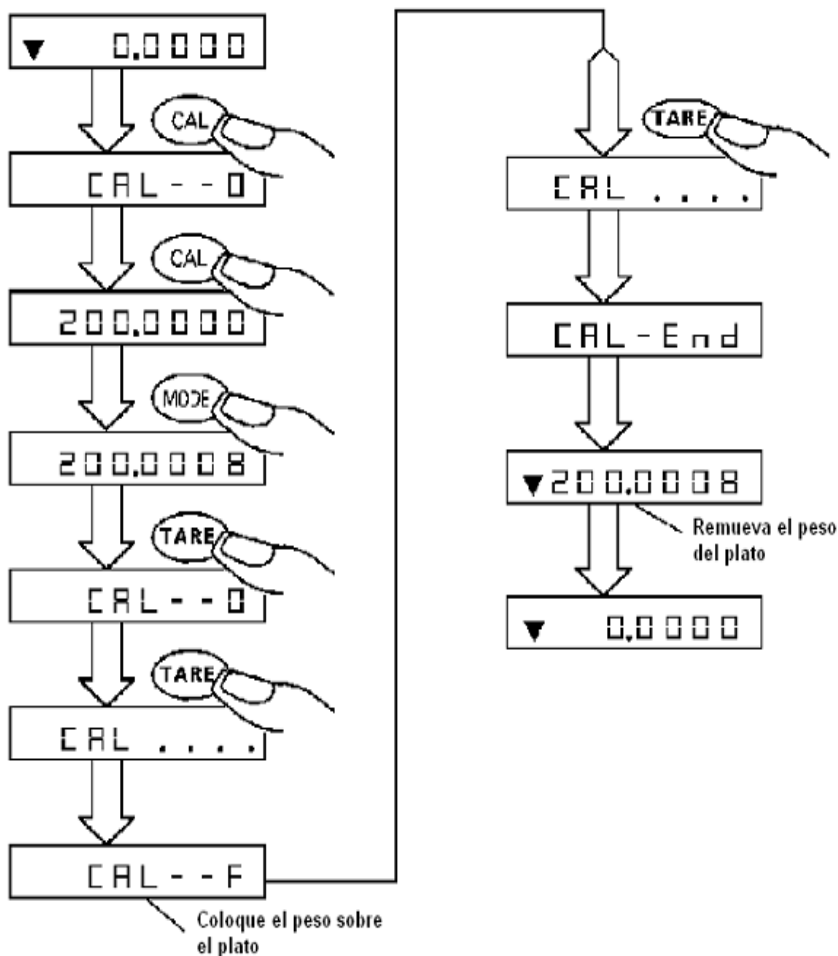 ▼ 0.0000
CAL
CAL--0
CAL
200.0000
MODE
200.0008
TARE
CAL--0
TARE
CAL ....
CAL--F
Coloque el peso sobre
el plato
TARE
CAL ....
CAL-End
▼200.0008
Remueva el peso
del plato
▼ 0.0000